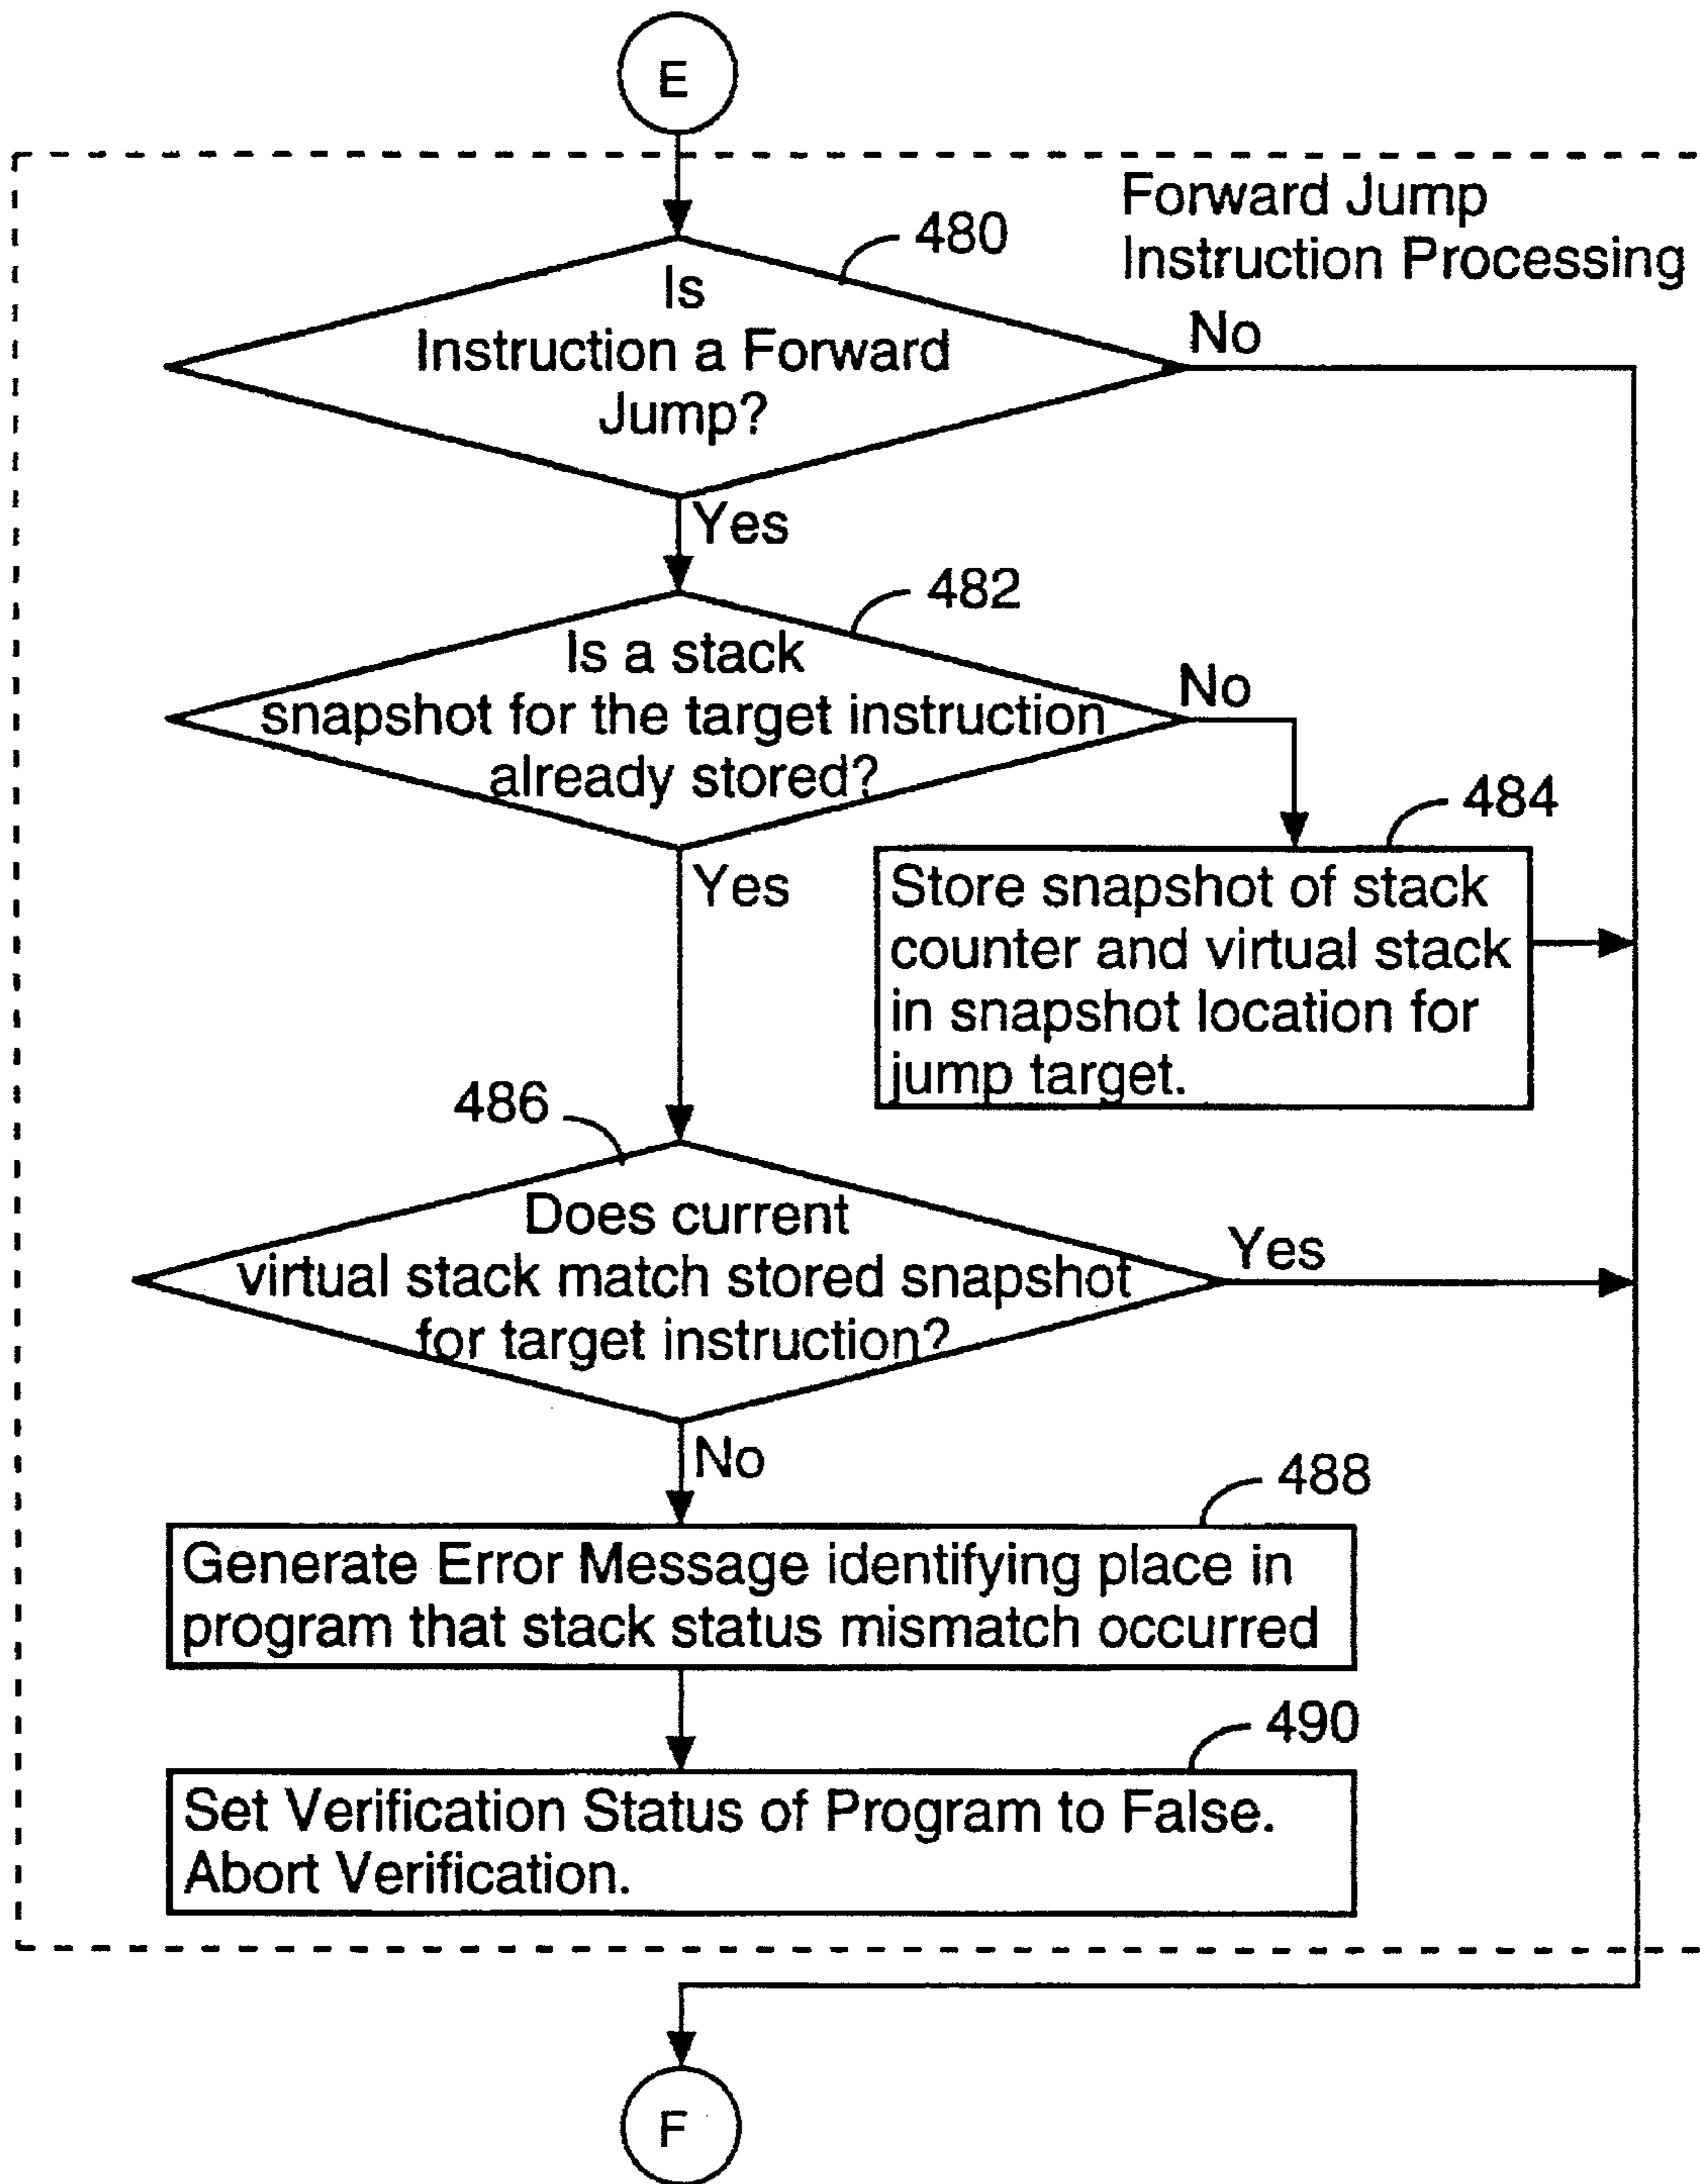 E
Forward Jump
Instruction Processing
480
Is
Instruction a Forward
Jump?
No
Yes
482
Is a stack
snapshot for the target instruction
already stored?
No
Yes
484
Store snapshot of stack
counter and virtual stack
in snapshot location for
jump target.
486
Does current
virtual stack match stored snapshot
for target instruction?
Yes
No
488
Generate Error Message identifying place in
program that stack status mismatch occurred
490
Set Verification Status of Program to False.
Abort Verification.
F